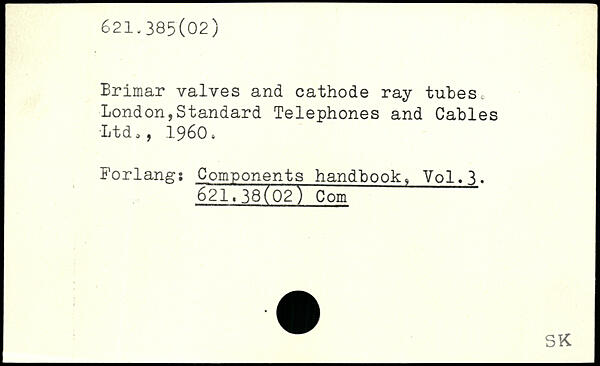 621.385(02)
Brimar valves and cathode ray tubes.
London,Standard Telephones and Cables
Ltd., 1960.
Forlang: Components handbook, Vol.3.
621.38(02) Com
SK